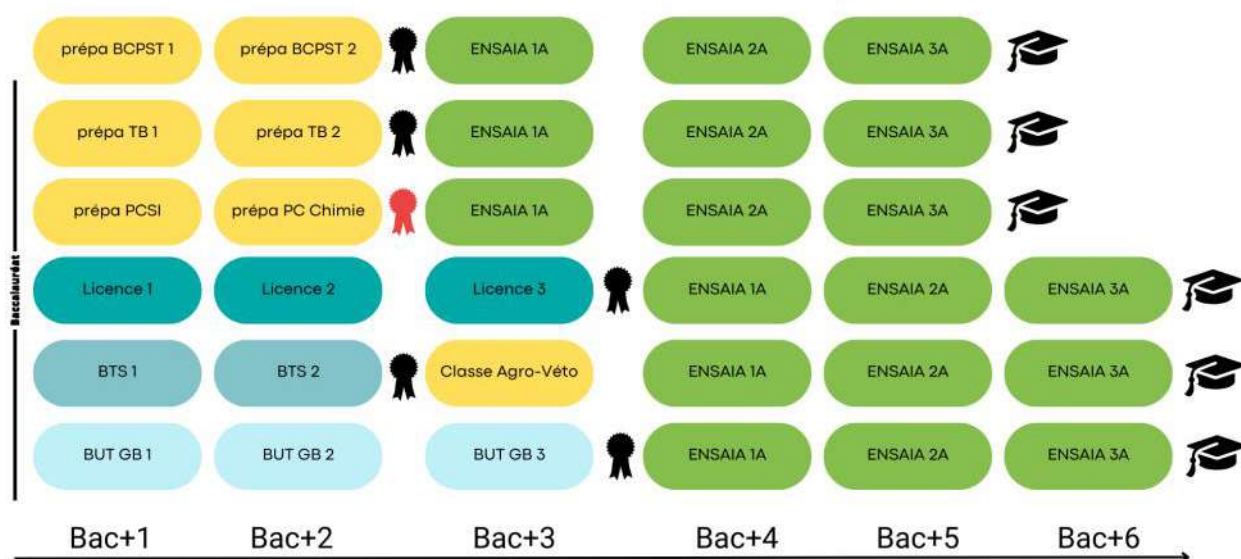 prépa BCPST 1
prépa BCPST 2
ENSAIA 1A
ENSAIA 2A
ENSAIA 3A
prépa TB 1
prépa TB 2
ENSAIA 1A
ENSAIA 2A
ENSAIA 3A
prépa PCSI
prépa PC Chimie
ENSAIA 1A
ENSAIA 2A
ENSAIA 3A
Baccalauréat
Licence 1
Licence 2
Licence 3
ENSAIA 1A
ENSAIA 2A
ENSAIA 3A
BTS 1
BTS 2
Classe Agro-Véto
ENSAIA 1A
ENSAIA 2A
ENSAIA 3A
BUT GB 1
BUT GB 2
BUT GB 3
ENSAIA 1A
ENSAIA 2A
ENSAIA 3A
Bac+1
Bac+2
Bac+3
Bac+4
Bac+5
Bac+6